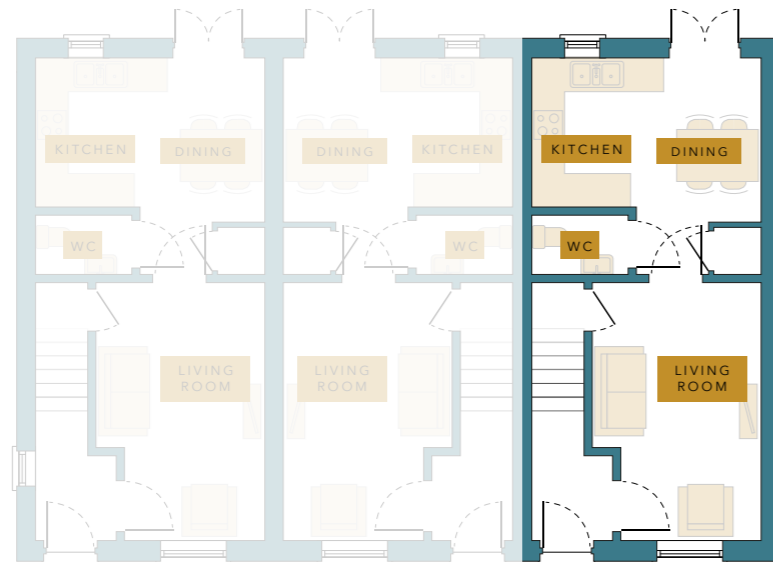 KITCHEN
DINING
DINING
KITCHEN
KITCHEN
DINING
WC
WC
WC
LIVING
ROOM
LIVING
ROOM
LIVING
ROOM